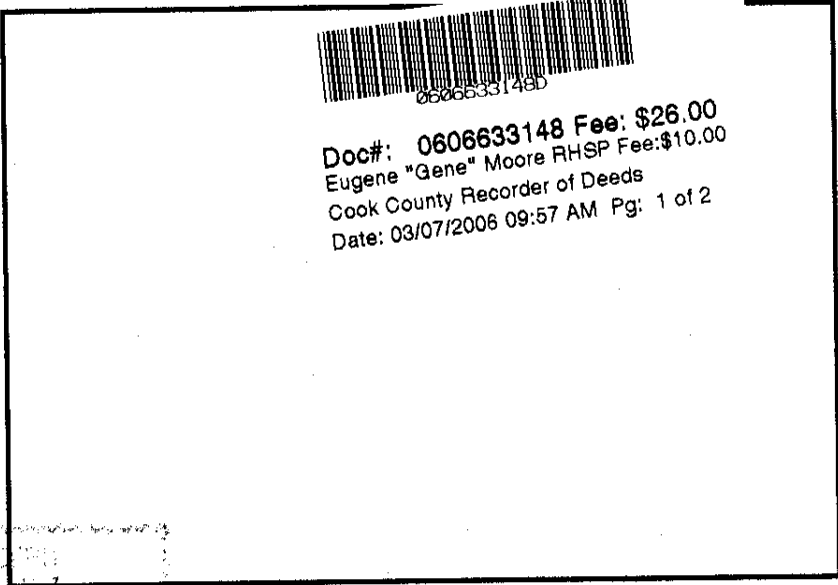 0606633148D
Doc#: 0606633148 Fee: $26.00
Eugene "Gene" Moore RHSP Fee:$10.00
Cook County Recorder of Deeds
Date: 03/07/2006 09:57 AM Pg: 1 of 2